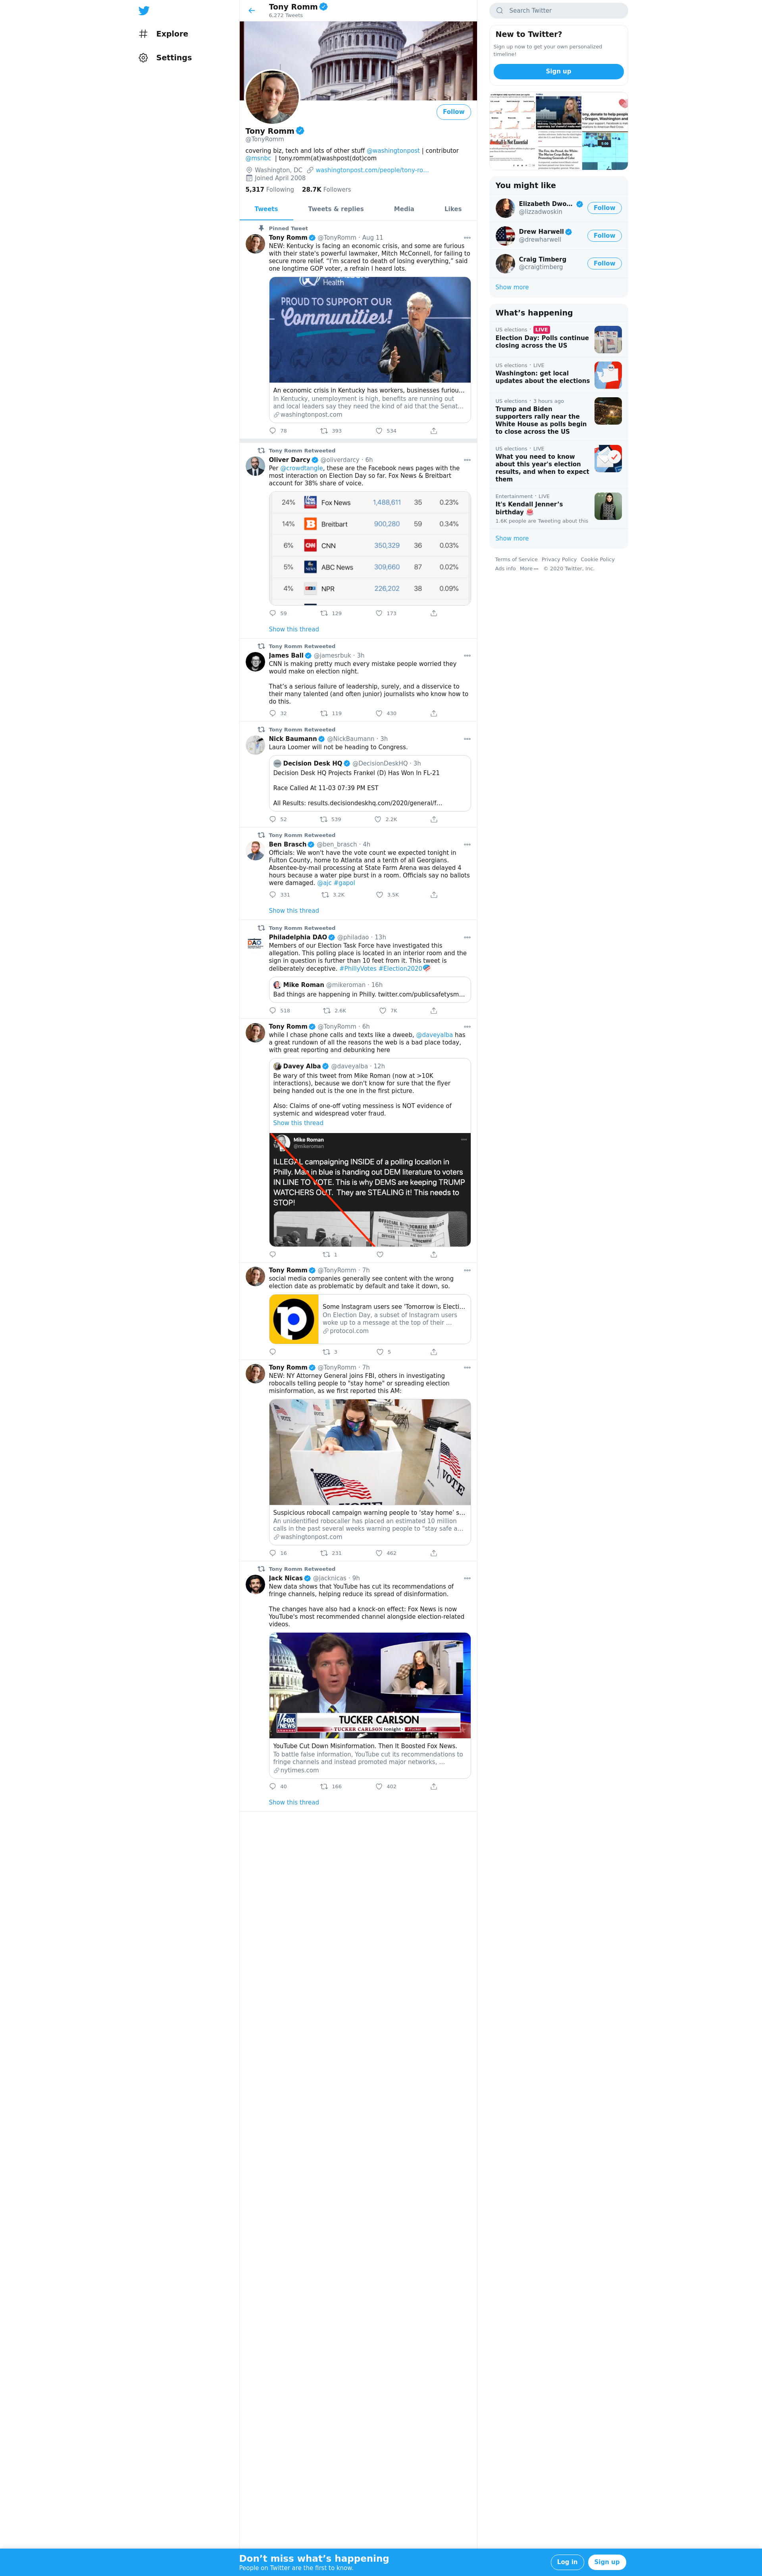 Explore
Settings
Tony Romm
6,272 Tweets
Follow
Tony Romm
@TonyRomm
covering biz, tech and lots of other stuff @washingtonpost | contributor
@msnbc | tony.romm(at)washpost(dot)com
Washington, DC washingtonpost.com/people/tony-ro...
Joined April 2008
5,317 Following 28.7K Followers
Tweets Tweets & replies Media Likes
Pinned Tweet
Tony Romm @TonyRomm · Aug 11
NEW: Kentucky is facing an economic crisis, and some are furious
with their state's powerful lawmaker, Mitch McConnell, for failing to
secure more relief. "I'm scared to death of losing everything," said
one longtime GOP voter, a refrain I heard lots.
Health
PROUD TO SUPPORT OUR
Communities!
An economic crisis in Kentucky has workers, businesses furiou...
In Kentucky, unemployment is high, benefits are running out
and local leaders say they need the kind of aid that the Senat...
washingtonpost.com
78 393 534
Tony Romm Retweeted
Oliver Darcy @oliverdarcy · 6h
Per @crowdtangle, these are the Facebook news pages with the
most interaction on Election Day so far. Fox News & Breitbart
account for 38% share of voice.
24% Fox News 1,488,611 35 0.23%
14% Breitbart 900,280 59 0.34%
6% CNN 350,329 36 0.03%
5% ABC News 309,660 87 0.02%
4% NPR 226,202 38 0.09%
59 129 173
Show this thread
Tony Romm Retweeted
James Ball @jamesrbuk · 3h
CNN is making pretty much every mistake people worried they
would make on election night.
That's a serious failure of leadership, surely, and a disservice to
their many talented (and often junior) journalists who know how to
do this.
32 119 430
Tony Romm Retweeted
Nick Baumann @NickBaumann · 3h
Laura Loomer will not be heading to Congress.
Decision Desk HQ @DecisionDeskHQ · 3h
Decision Desk HQ Projects Frankel (D) Has Won In FL-21
Race Called At 11-03 07:39 PM EST
All Results: results.decisiondeskhq.com/2020/general/f...
52 539 2.2K
Tony Romm Retweeted
Ben Brasch @ben_brasch · 4h
Officials: We won't have the vote count we expected tonight in
Fulton County, home to Atlanta and a tenth of all Georgians.
Absentee-by-mail processing at State Farm Arena was delayed 4
hours because a water pipe burst in a room. Officials say no ballots
were damaged. @ajc #gapol
331 3.2K 3.5K
Show this thread
Tony Romm Retweeted
Philadelphia DAO @philadao · 13h
Members of our Election Task Force have investigated this
allegation. This polling place is located in an interior room and the
sign in question is further than 10 feet from it. This tweet is
deliberately deceptive. #PhillyVotes #Election2020
Mike Roman @mikeroman · 16h
Bad things are happening in Philly. twitter.com/publicsafetysm...
518 2.6K 7K
Tony Romm @TonyRomm · 6h
while I chase phone calls and texts like a dweeb, @daveyalba has
a great rundown of all the reasons the web is a bad place today,
with great reporting and debunking here
Davey Alba @daveyalba · 12h
Be wary of this tweet from Mike Roman (now at >10K
interactions), because we don't know for sure that the flyer
being handed out is the one in the first picture.
Also: Claims of one-off voting messiness is NOT evidence of
systemic and widespread voter fraud.
Show this thread
Mike Roman
@mikeroman
ILLEGAL campaigning INSIDE of a polling location in
Philly. Man in blue is handing out DEM literature to voters
IN LINE TO VOTE. This is why DEMS are keeping TRUMP
WATCHERS OUT. They are STEALING it! This needs to
STOP!
1
Tony Romm @TonyRomm · 7h
social media companies generally see content with the wrong
election date as problematic by default and take it down, so.
Some Instagram users see 'Tomorrow is Electi...
On Election Day, a subset of Instagram users
woke up to a message at the top of their ...
protocol.com
3 5
Tony Romm @TonyRomm · 7h
NEW: NY Attorney General joins FBI, others in investigating
robocalls telling people to "stay home" or spreading election
misinformation, as we first reported this AM:
VOTE
VOTE
VOTE
Suspicious robocall campaign warning people to 'stay home' s...
An unidentified robocaller has placed an estimated 10 million
calls in the past several weeks warning people to "stay safe a...
washingtonpost.com
16 231 462
Tony Romm Retweeted
Jack Nicas @jacknicas · 9h
New data shows that YouTube has cut its recommendations of
fringe channels, helping reduce its spread of disinformation.
The changes have also had a knock-on effect: Fox News is now
YouTube's most recommended channel alongside election-related
videos.
FOX NEWS
TUCKER CARLSON
TUCKER CARLSON tonight
YouTube Cut Down Misinformation. Then It Boosted Fox News.
To battle false information, YouTube cut its recommendations to
fringe channels and instead promoted major networks, ...
nytimes.com
40 166 402
Show this thread
Search Twitter
New to Twitter?
Sign up now to get your own personalized
timeline!
Sign up
You might like
Elizabeth Dwo...
@lizzadwoskin
Follow
Drew Harwell
@drewharwell
Follow
Craig Timberg
@craigtimberg
Follow
Show more
What's happening
US elections · LIVE
Election Day: Polls continue
closing across the US
US elections · LIVE
Washington: get local
updates about the elections
US elections · 3 hours ago
Trump and Biden
supporters rally near the
White House as polls begin
to close across the US
US elections · LIVE
What you need to know
about this year's election
results, and when to expect
them
Entertainment · LIVE
It's Kendall Jenner's
birthday
1.6K people are Tweeting about this
Show more
Terms of Service Privacy Policy Cookie Policy
Ads info More © 2020 Twitter, Inc.
Don't miss what's happening
People on Twitter are the first to know.
Log in
Sign up